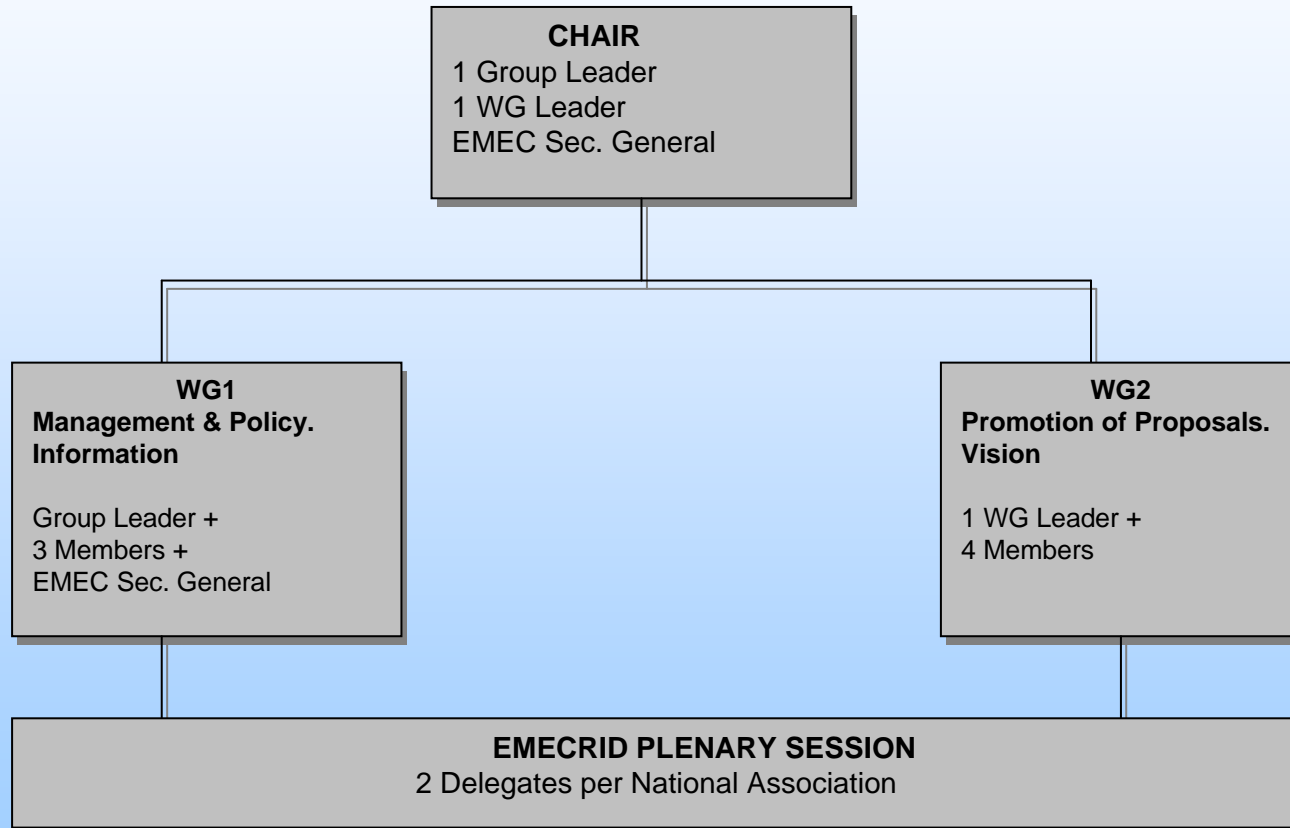 CHAIR
1 Group Leader
1 WG Leader
EMEC Sec. General
WG1
Management & Policy.
Information
Group Leader +
3 Members +
EMEC Sec. General
WG2
Promotion of Proposals.
Vision
1 WG Leader +
4 Members
EMECRID PLENARY SESSION
2 Delegates per National Association